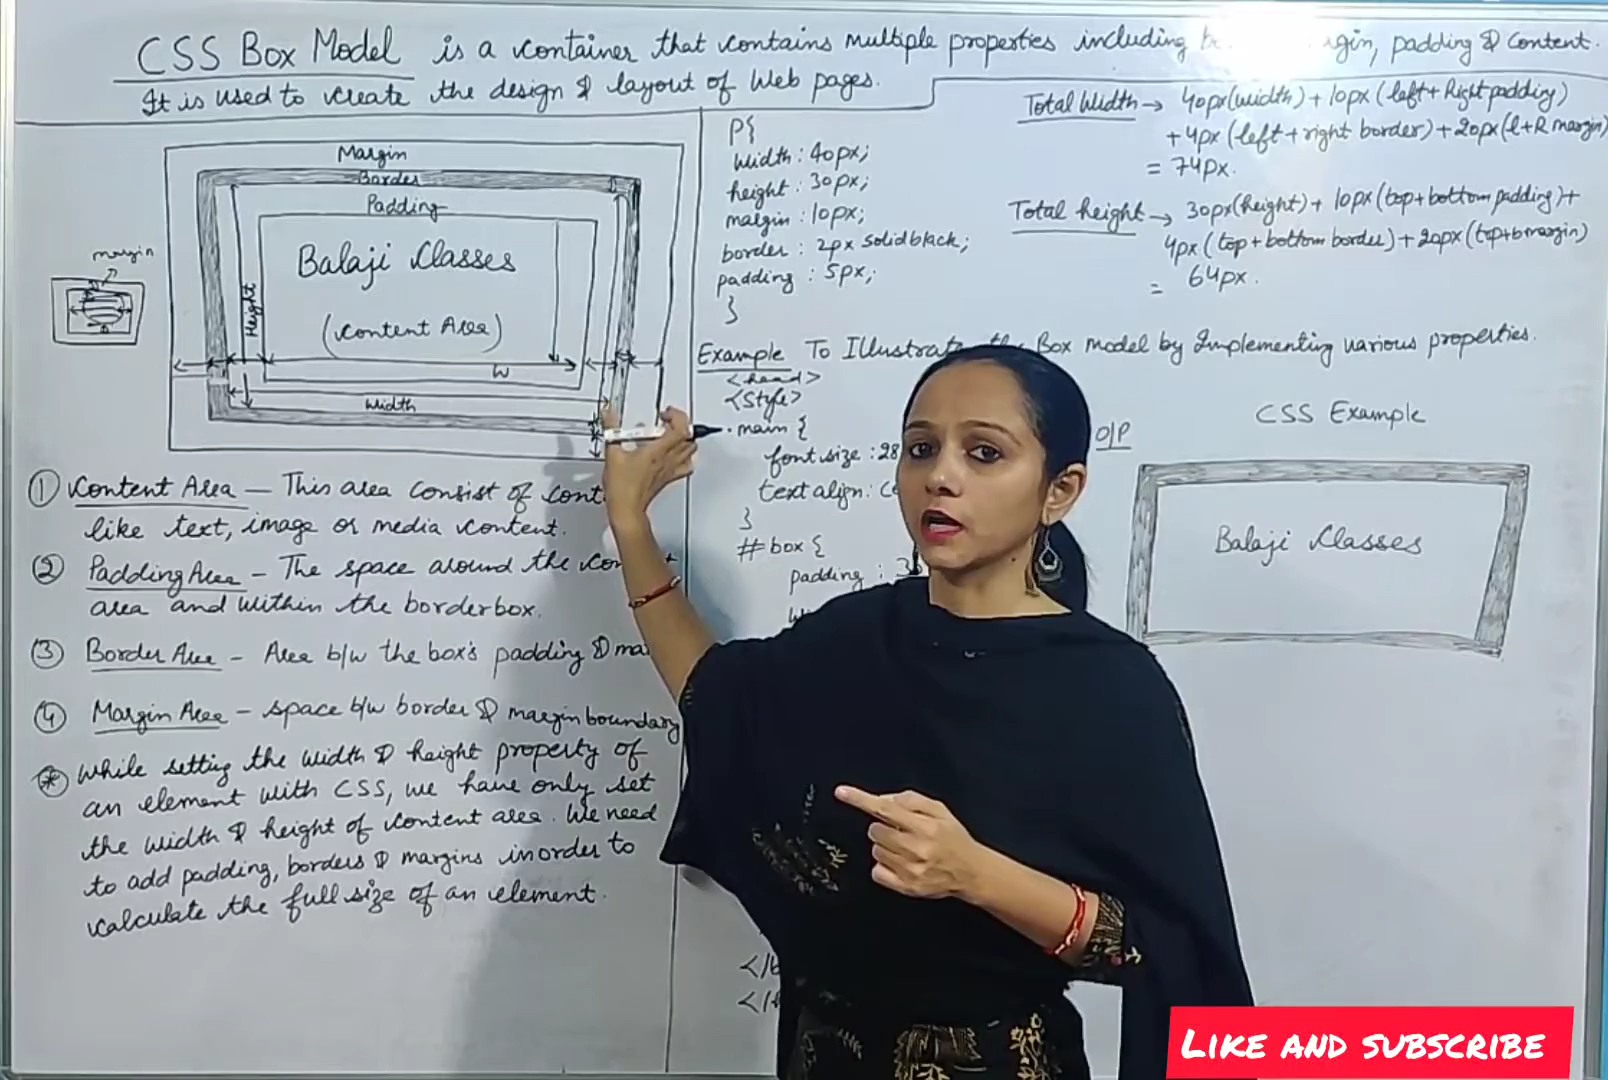 CSS Box Model is a container that contains multiple properties including margin, padding & content.
It is used to create the design & layout of Web pages.
Margin
Border
Padding
Balaji Classes
(Content Area)
Height
W
Width
margin
① Content Area – This area consist of
like text, image or media content.
② Padding Area – The space around the
area and within the borderbox.
③ Border Area – Area b/w the box's padding &
④ Margin Area – space b/w border & margin boundary
* While setting the width & height property of
an element with CSS, we have only set
the width & height of content area. We need
to add padding, borders & margins inorder to
calculate the full size of an element.
P{
width : 40px;
height : 30px;
margin : 10px;
border : 2px solid black;
padding : 5px;
}
Total Width → 40px(width) + 10px (left + Right padding)
+ 4px (left + right border) + 20px (l + R margin)
= 74px.
Total height → 30px(height) + 10px (top + bottom padding) +
4px (top + bottom border) + 20px (top + b margin)
= 64px.
Example To Illustrate the Box model by Implementing various properties.
<head>
<Style>
.main {
font size : 28
text align :
}
# box {
padding :
O/P
CSS Example
Balaji Classes
LIKE AND SUBSCRIBE